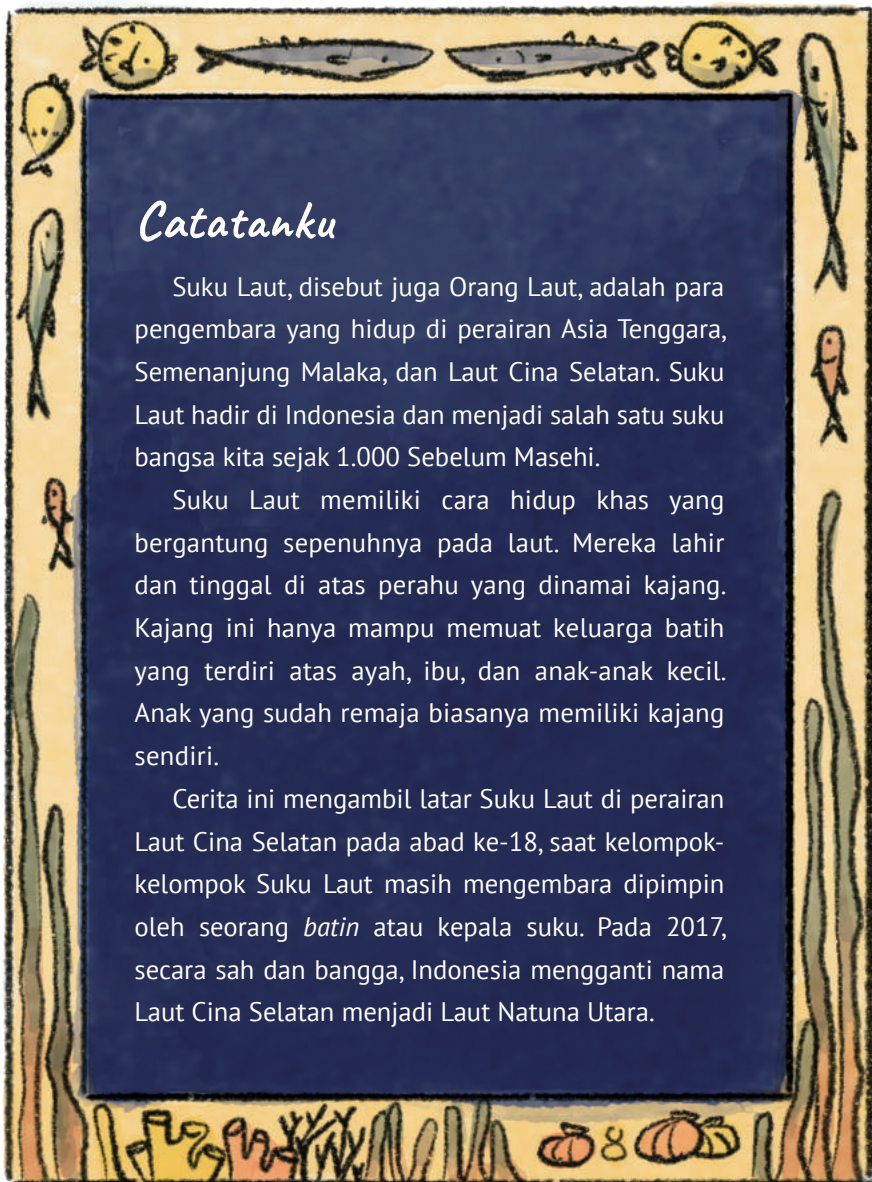 Catatanku
Suku Laut, disebut juga Orang Laut, adalah para
pengembara yang hidup di perairan Asia Tenggara,
Semenanjung Malaka, dan Laut Cina Selatan. Suku
Laut hadir di Indonesia dan menjadi salah satu suku
bangsa kita sejak 1.000 Sebelum Masehi.
Suku Laut memiliki cara hidup khas yang
bergantung sepenuhnya pada laut. Mereka lahir
dan tinggal di atas perahu yang dinamai kajang.
Kajang ini hanya mampu memuat keluarga batih
yang terdiri atas ayah, ibu, dan anak-anak kecil.
Anak yang sudah remaja biasanya memiliki kajang
sendiri.
Cerita ini mengambil latar Suku Laut di perairan
Laut Cina Selatan pada abad ke-18, saat kelompok-
kelompok Suku Laut masih mengembara dipimpin
oleh seorang batin atau kepala suku. Pada 2017,
secara sah dan bangga, Indonesia mengganti nama
Laut Cina Selatan menjadi Laut Natuna Utara.
8